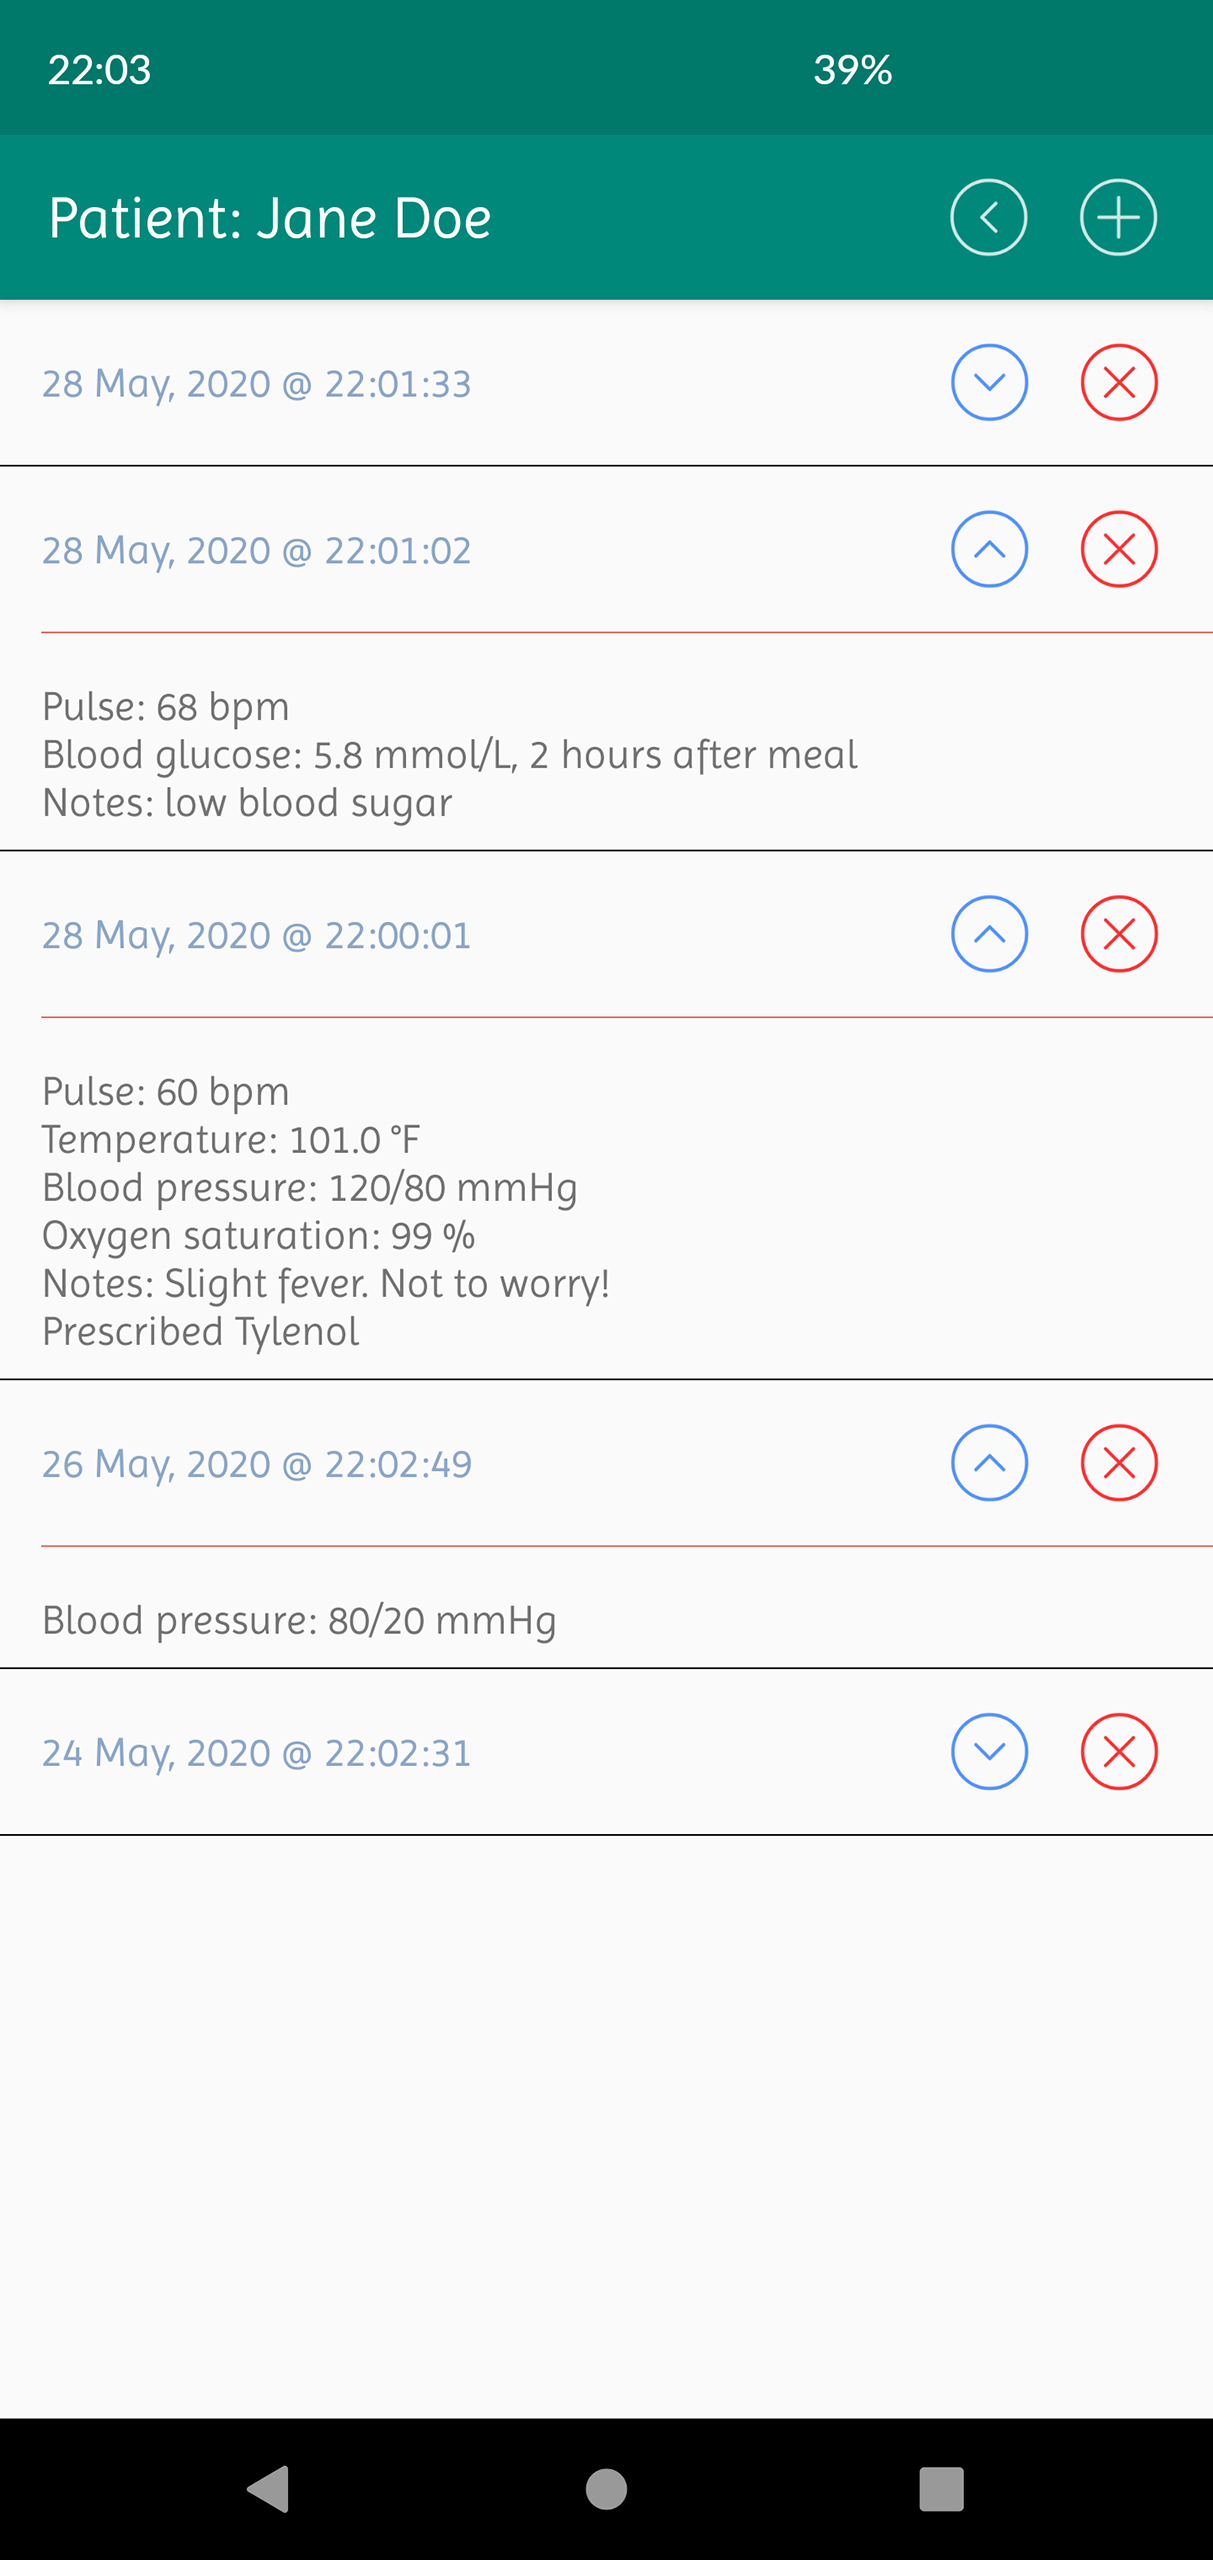 22:03
39%
Patient: Jane Doe
28 May, 2020 @ 22:01:33
28 May, 2020 @ 22:01:02
Pulse: 68 bpm
Blood glucose: 5.8 mmol/L, 2 hours after meal
Notes: low blood sugar
28 May, 2020 @ 22:00:01
Pulse: 60 bpm
Temperature: 101.0 °F
Blood pressure: 120/80 mmHg
Oxygen saturation: 99 %
Notes: Slight fever. Not to worry!
Prescribed Tylenol
26 May, 2020 @ 22:02:49
Blood pressure: 80/20 mmHg
24 May, 2020 @ 22:02:31